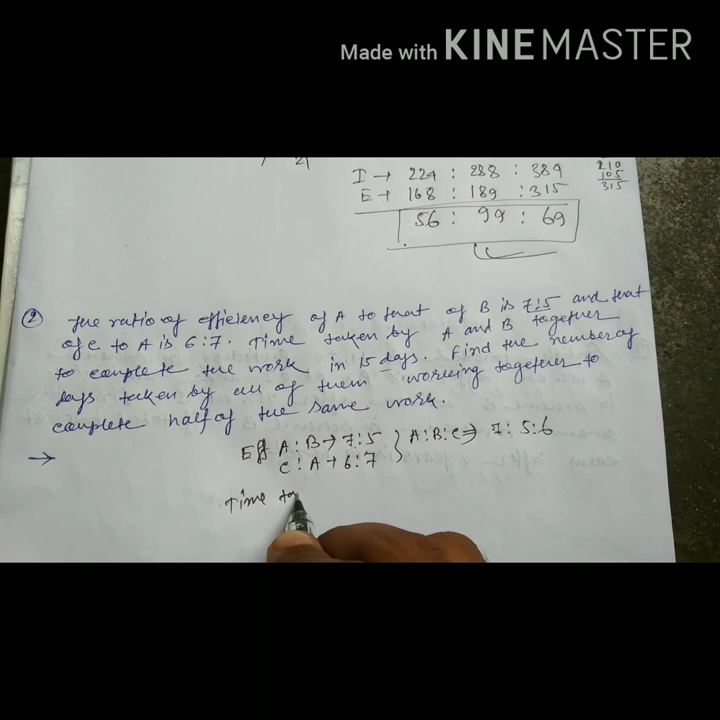 Made with KINEMASTER
21
I → 224 : 288 : 384
E → 168 : 189 : 315
56 : 99 : 69
210
105
315
② The ratio of efficiency of A to that of B is 7:5 and that
of C to A is 6:7. Time taken by A and B together
to complete the work in 15 days. Find the number of
days taken by all of them working together to
complete half of the same work.
→ Eff A : B → 7:5 } A:B:C ⇒ 7:5:6
C : A → 6:7
Time ta